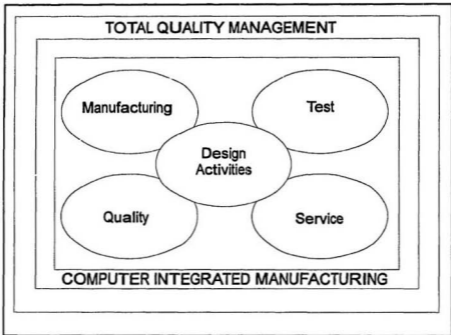 TOTAL QUALITY MANAGEMENT
Manufacturing
Test
Design
Activities
Quality
Service
COMPUTER INTEGRATED MANUFACTURING